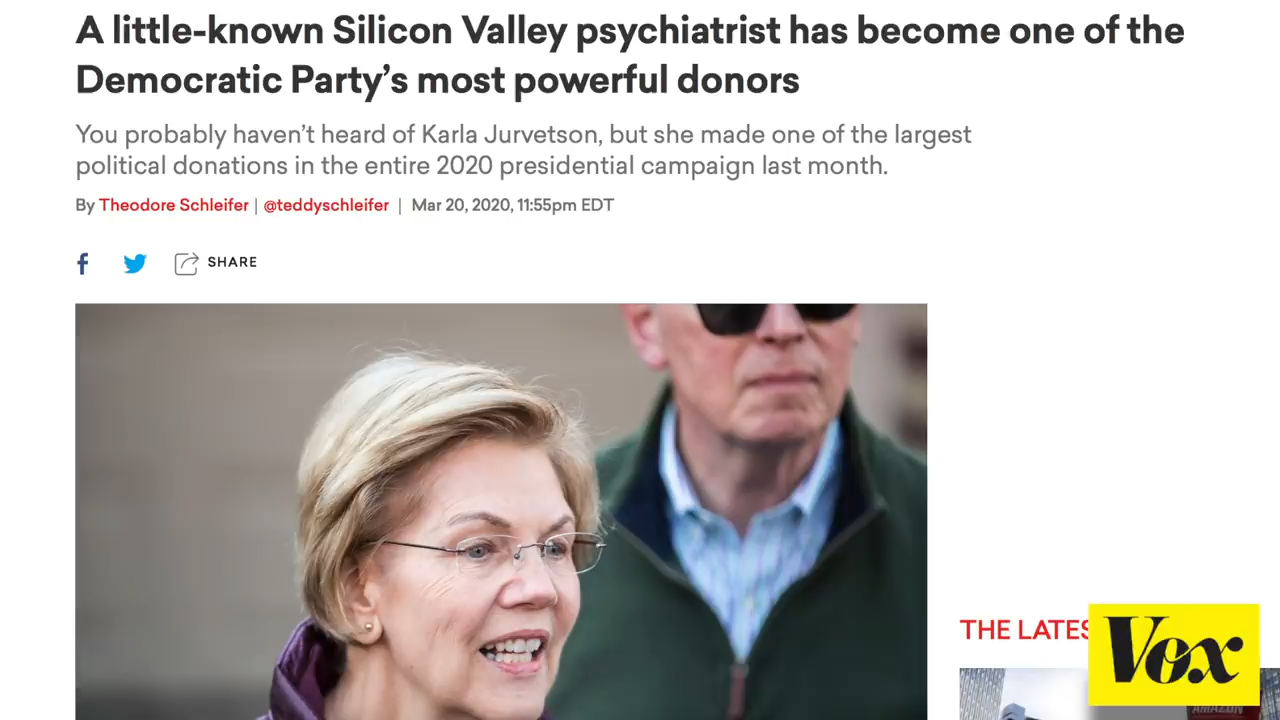 A little-known Silicon Valley psychiatrist has become one of the
Democratic Party’s most powerful donors
You probably haven’t heard of Karla Jurvetson, but she made one of the largest
political donations in the entire 2020 presidential campaign last month.
By Theodore Schleifer | @teddyschleifer | Mar 20, 2020, 11:55pm EDT
SHARE
THE LATES
Vox
AMAZON